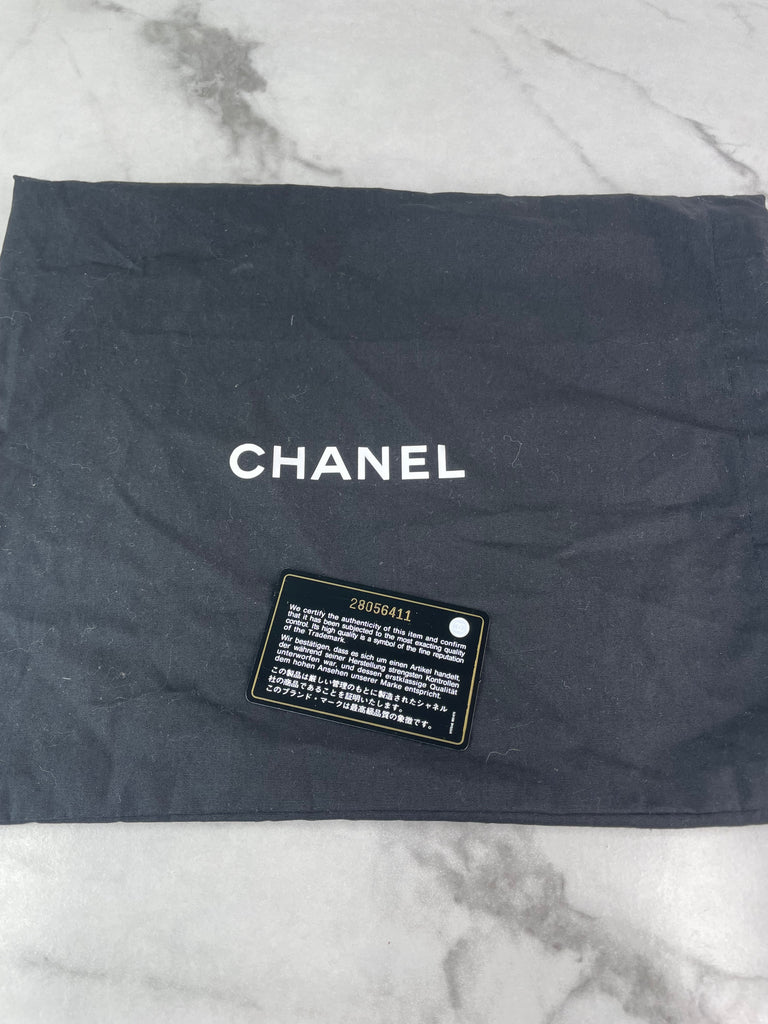 CHANEL
28056411
We certify the authenticity of this item and confirm
that it has been subjected to the most exacting quality
control. Its high quality is a symbol of the fine reputation
of the Trademark.
Wir bestätigen, dass es sich um einen Artikel handelt,
der während seiner Herstellung strengsten Kontrollen
unterworfen war, und dessen erstklassige Qualität
dem hohen Ansehen unserer Marke entspricht.
この製品は厳しい管理のもとに製造されたシャネル
社の商品であることを証明いたします。
このブランド・マークは最高級品質の象徴です。